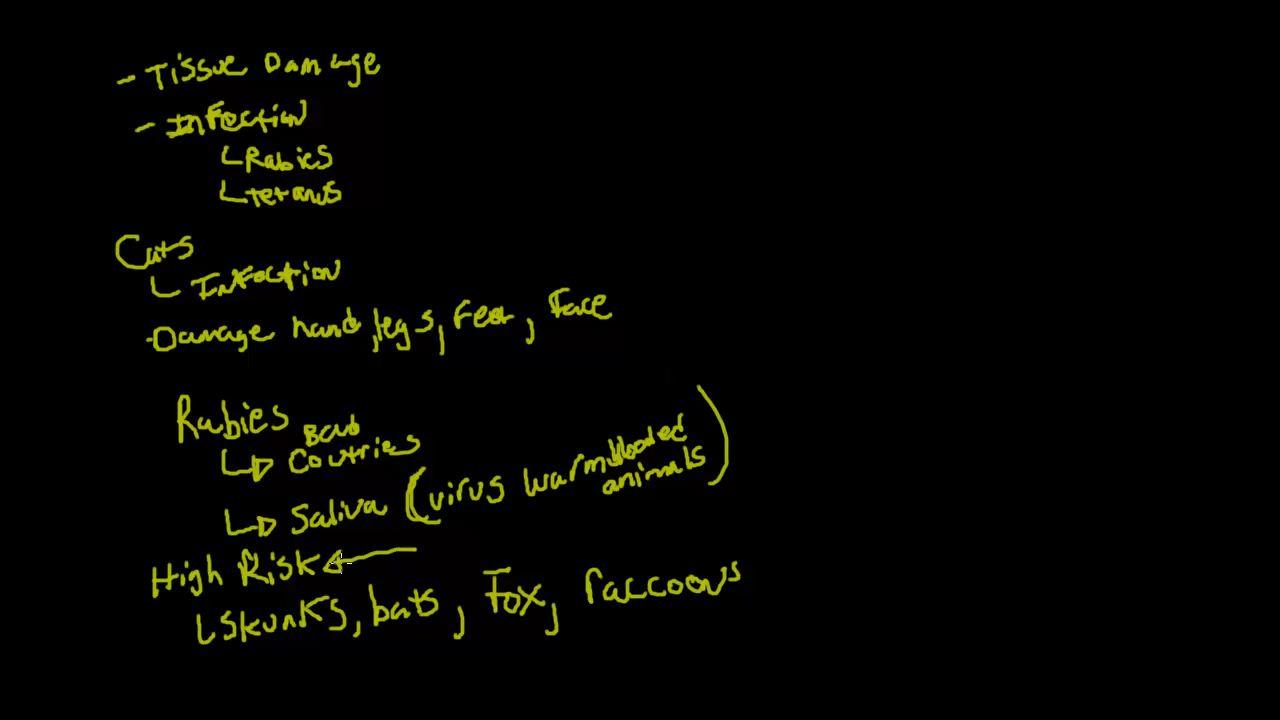 - Tissue Damage
- Infection
Rabies
tetanus
Cats
Infection
- Damage hand, legs, Feet, Face
Rabies
Coutries
Saliva (virus warmblooded animals)
High Risk
skunks, bats, Fox, raccoons